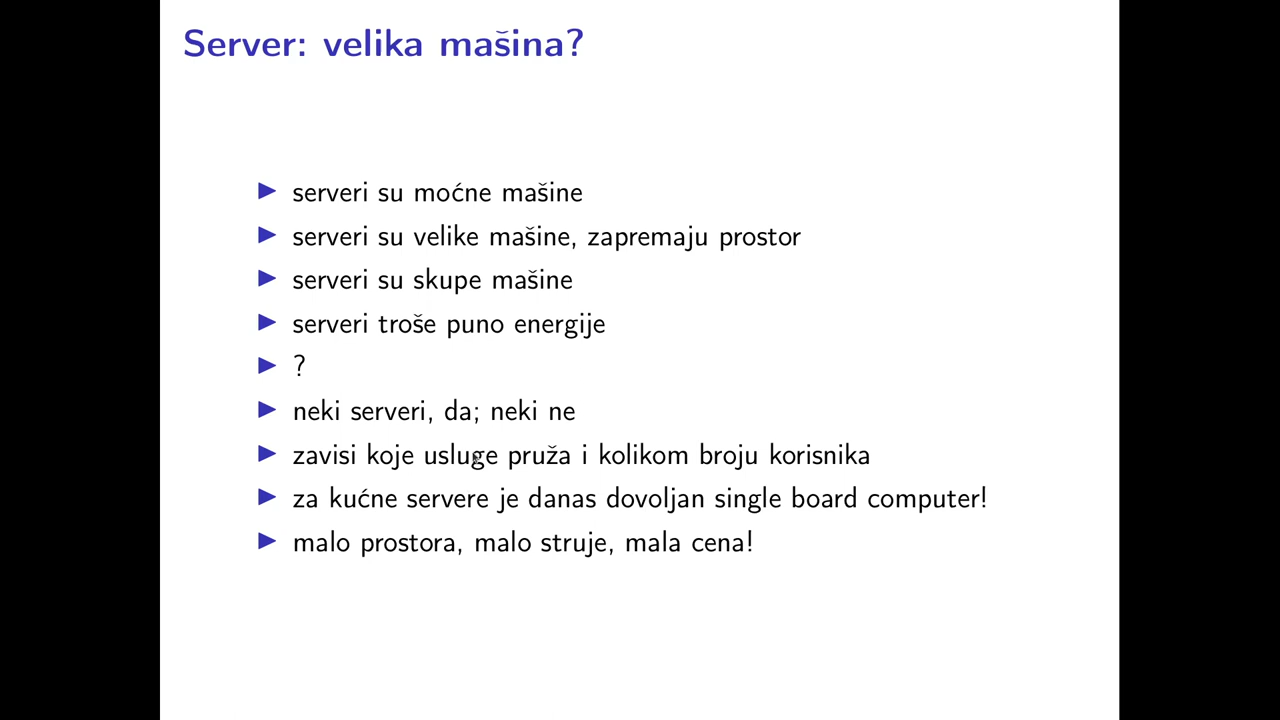 Server: velika mašina?
serveri su moćne mašine
serveri su velike mašine, zapremaju prostor
serveri su skupe mašine
serveri troše puno energije
?
neki serveri, da; neki ne
zavisi koje usluge pruža i kolikom broju korisnika
za kućne servere je danas dovoljan single board computer!
malo prostora, malo struje, mala cena!